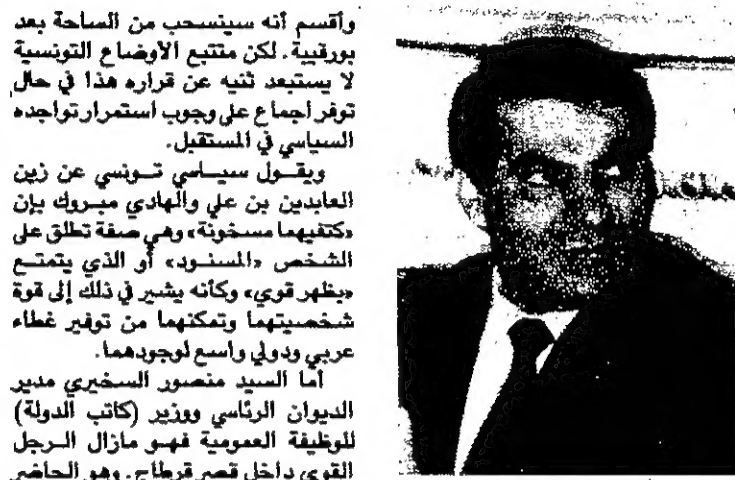 وأقسم أنه سينسحب من الساحة بعد
بورقيبة. لكن متتبع الاوضاع التونسية
لا يستبعد ثنيه عن قراره هذا في حال
توفر اجماع على وجوب استمرار تواجده
السياسي في المستقبل.
ويقول سياسي تونسي عن زين
العابدين بن علي والهادي مبروك بإن
«كتفيهما مسخونة» وهي صفة تطلق على
الشخص «المسنود» أو الذي يتمتع
«بظهر قوي» وكأنه يشير في ذلك إلى قوة
شخصيتهما وتمكنهما من توفير غطاء
عربي ودولي واسع لوجودهما.
اما السيد منصور السخيري مدير
الديوان الرئاسي ووزير (كاتب الدولة)
للوظيفة العمومية فهو مازال الرجل
القوي داخل قصر قرطاج. وهو الحاضر